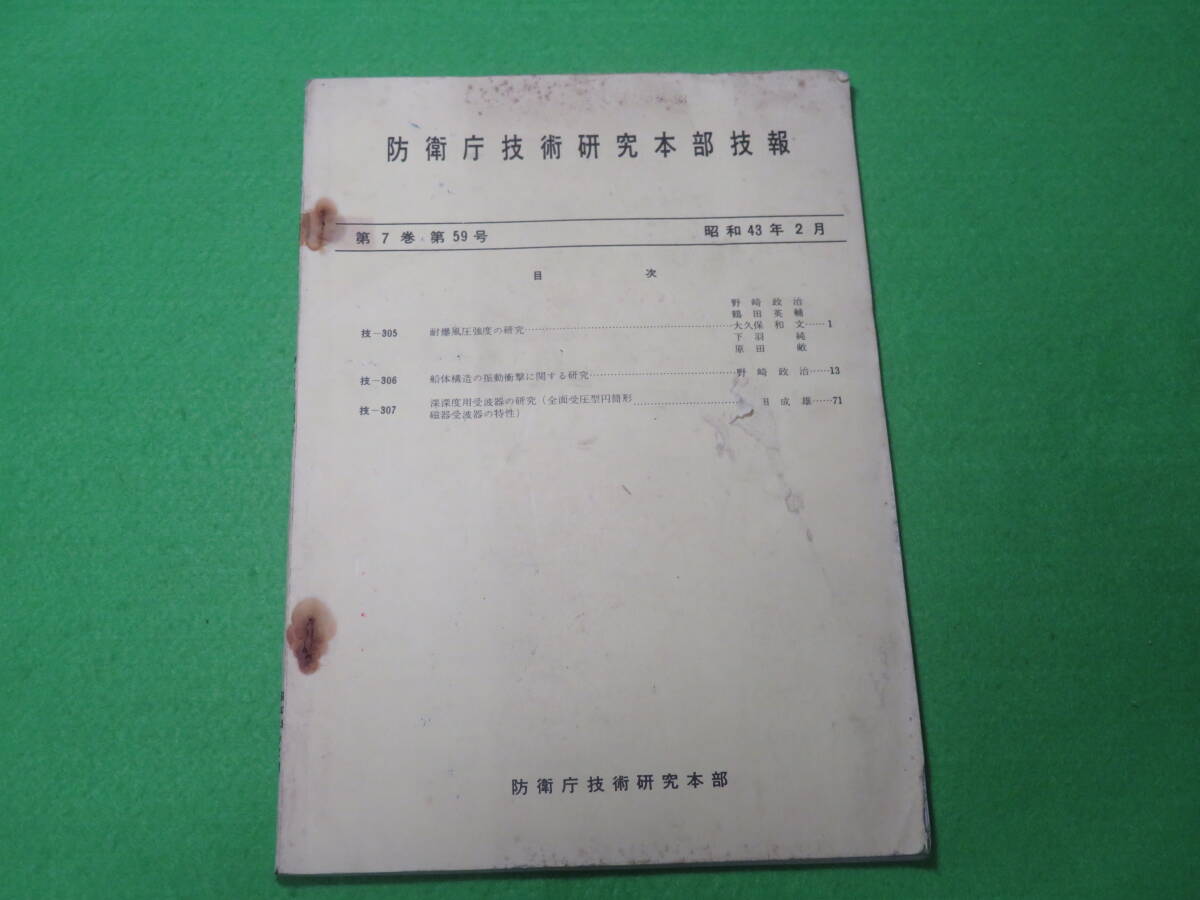 防衛庁技術研究本部技報
第7巻 第59号 昭和43年2月
目次
野崎政治
鶴田英輔
技-305 耐爆風圧強度の研究……大久保和文……1
下羽純
原田敝
技-306 船体構造の振動衝撃に関する研究……野崎政治……13
技-307 深深度用受波器の研究(全面受圧型円筒形
磁器受波器の特性)……成雄……71
防衛庁技術研究本部